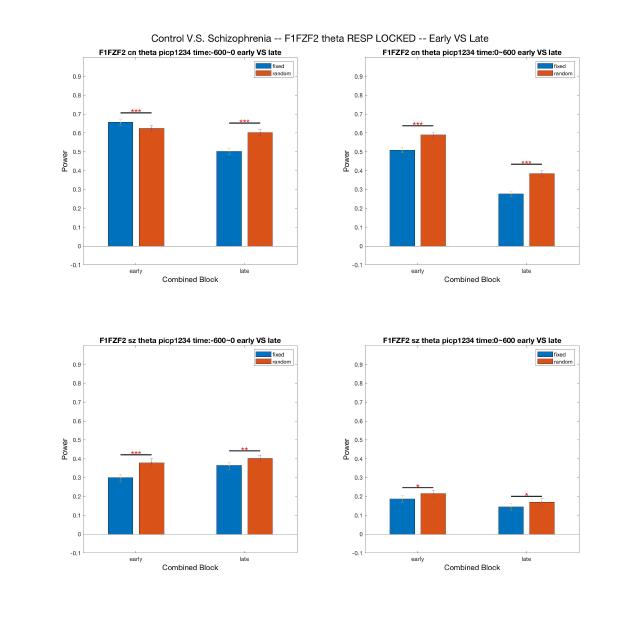 Control V.S. Schizophrenia -- F1FZF2 theta RESP LOCKED -- Early VS Late
F1FZF2 cn theta picp1234 time:-600~0 early VS late
fixed
random
0.9
0.8
0.7
0.6
0.5
0.4
0.3
0.2
0.1
0
-0.1
Power
***
***
early
late
Combined Block
F1FZF2 cn theta picp1234 time:0~600 early VS late
fixed
random
0.9
0.8
0.7
0.6
0.5
0.4
0.3
0.2
0.1
0
-0.1
Power
***
***
early
late
Combined Block
F1FZF2 sz theta picp1234 time:-600~0 early VS late
fixed
random
0.9
0.8
0.7
0.6
0.5
0.4
0.3
0.2
0.1
0
-0.1
Power
***
**
early
late
Combined Block
F1FZF2 sz theta picp1234 time:0~600 early VS late
fixed
random
0.9
0.8
0.7
0.6
0.5
0.4
0.3
0.2
0.1
0
-0.1
Power
*
*
early
late
Combined Block